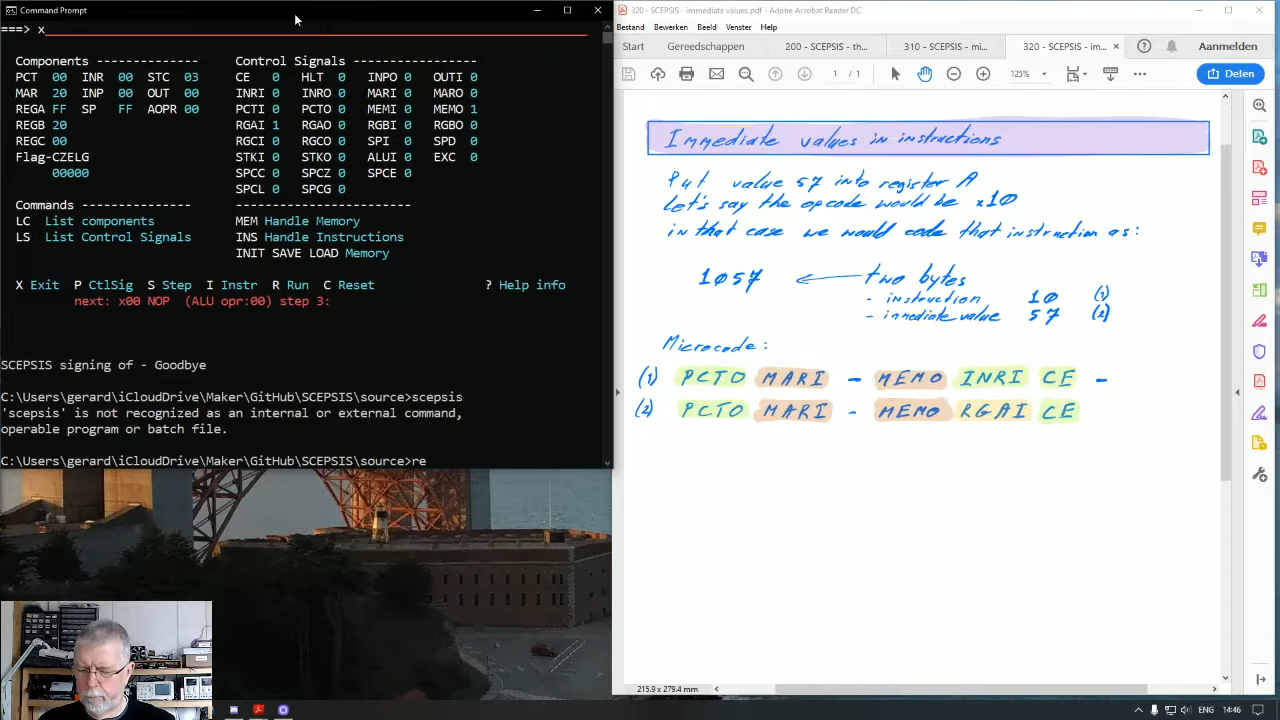 Command Prompt
===> x
Components --------------- Control Signals -----------------
PCT 00 INR 00 STC 03 CE 0 HLT 0 INPO 0 OUTI 0
MAR 20 INP 00 OUT 00 INRI 0 INRO 0 MARI 0 MARO 0
REGA FF SP FF AOPR 00 PCTI 0 PCTO 0 MEMI 0 MEMO 1
REGB 20 RGAI 1 RGAO 0 RGBI 0 RGBO 0
REGC 00 RGCI 0 RGCO 0 SPI 0 SPD 0
Flag-CZELG STKI 0 STKO 0 ALUI 0 EXC 0
00000 SPCC 0 SPCZ 0 SPCE 0
SPCL 0 SPCG 0
Commands --------------- ------------------------
LC List components MEM Handle Memory
LS List Control Signals INS Handle Instructions
INIT SAVE LOAD Memory
X Exit P CtlSig S Step I Instr R Run C Reset ? Help info
next: x00 NOP (ALU opr:00) step 3:
SCEPSIS signing of - Goodbye
C:\Users\gerard\iCloudDrive\Maker\GitHub\SCEPSIS\source>scepsis
'scepsis' is not recognized as an internal or external command,
operable program or batch file.
C:\Users\gerard\iCloudDrive\Maker\GitHub\SCEPSIS\source>re
320 - SCEPSIS - immediate values.pdf - Adobe Acrobat Reader DC
Bestand Bewerken Beeld Venster Help
Start Gereedschappen 200 - SCEPSIS - th... 310 - SCEPSIS - mi... 320 - SCEPSIS - im... Aanmelden
1 / 1 125% Delen
Immediate values in instructions
Put value 57 into register A
Let's say the opcode would be x10
in that case we would code that instruction as:
1057 two bytes
- instruction 10 (1)
- immediate value 57 (2)
Microcode:
(1) PCTO MARI - MEMO INRI CE -
(2) PCTO MARI - MEMO RGAI CE
215.9 x 279.4 mm
ENG 14:46